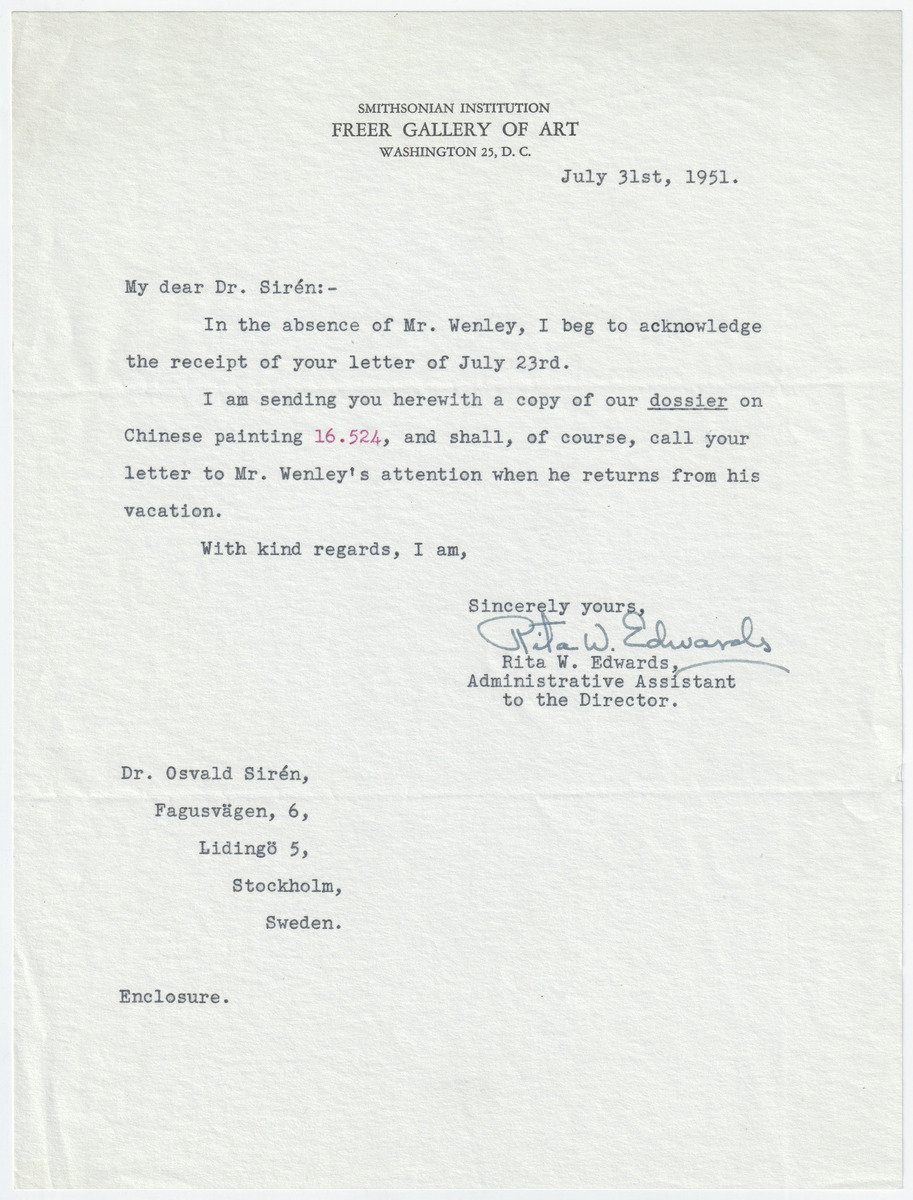 SMITHSONIAN INSTITUTION
FREER GALLERY OF ART
WASHINGTON 25, D. C.
July 31st, 1951.
My dear Dr. Sirén:-
In the absence of Mr. Wenley, I beg to acknowledge
the receipt of your letter of July 23rd.
I am sending you herewith a copy of our dossier on
Chinese painting 16.524, and shall, of course, call your
letter to Mr. Wenley's attention when he returns from his
vacation.
With kind regards, I am,
Sincerely yours,
Rita W. Edwards
Rita W. Edwards,
Administrative Assistant
to the Director.
Dr. Osvald Sirén,
Fagusvägen, 6,
Lidingö 5,
Stockholm,
Sweden.
Enclosure.